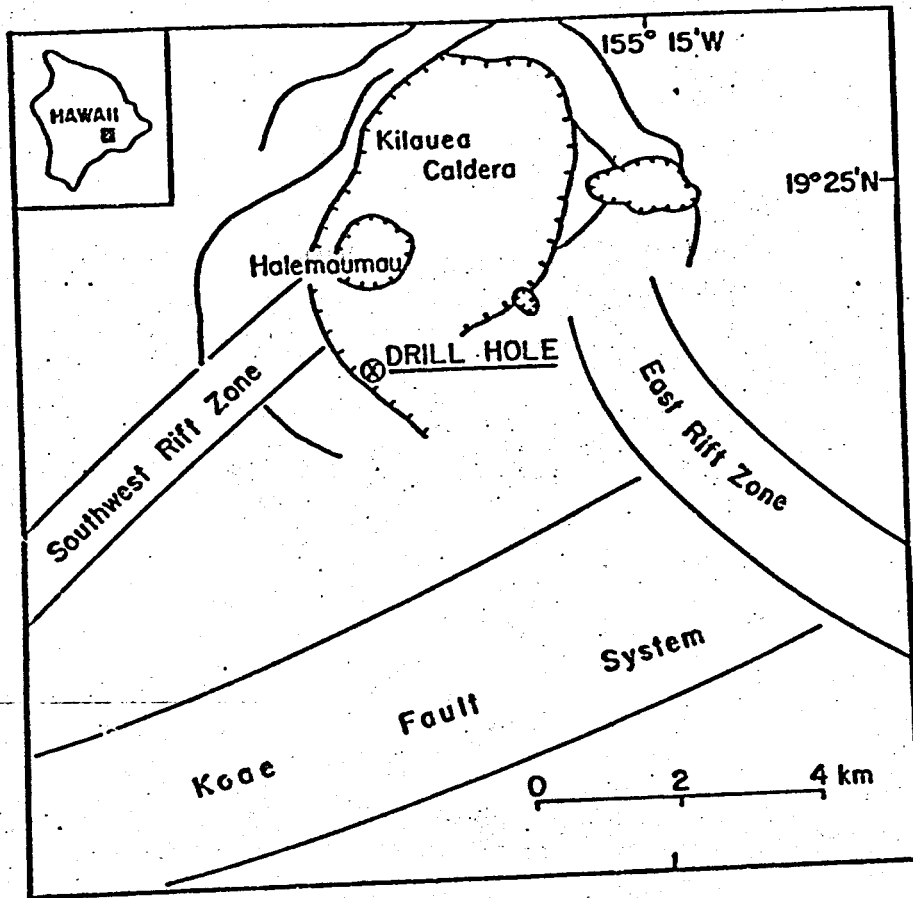 155° 15'W
HAWAII
Kilauea
Caldera
19°25'N
Halemaumau
DRILL HOLE
Southwest Rift Zone
East Rift Zone
Koae Fault System
0 2 4 km